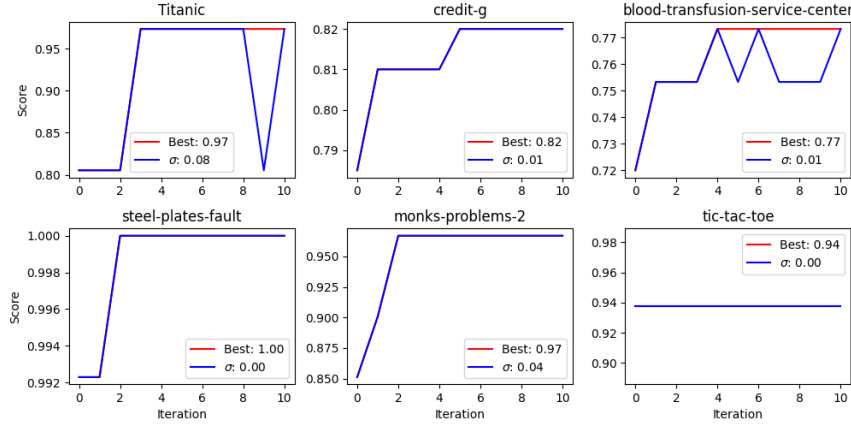 Titanic
credit-g
blood-transfusion-service-center
Score
0.95
0.90
0.85
0.80
Best: 0.97
σ: 0.08
0 2 4 6 8 10
0.82
0.81
0.80
0.79
Best: 0.82
σ: 0.01
0 2 4 6 8 10
0.77
0.76
0.75
0.74
0.73
0.72
Best: 0.77
σ: 0.01
0 2 4 6 8 10
steel-plates-fault
monks-problems-2
tic-tac-toe
Score
1.000
0.998
0.996
0.994
0.992
Best: 1.00
σ: 0.00
0 2 4 6 8 10
Iteration
0.950
0.900
0.850
Best: 0.97
σ: 0.04
0 2 4 6 8 10
Iteration
0.98
0.96
0.94
0.92
0.90
Best: 0.94
σ: 0.00
0 2 4 6 8 10
Iteration